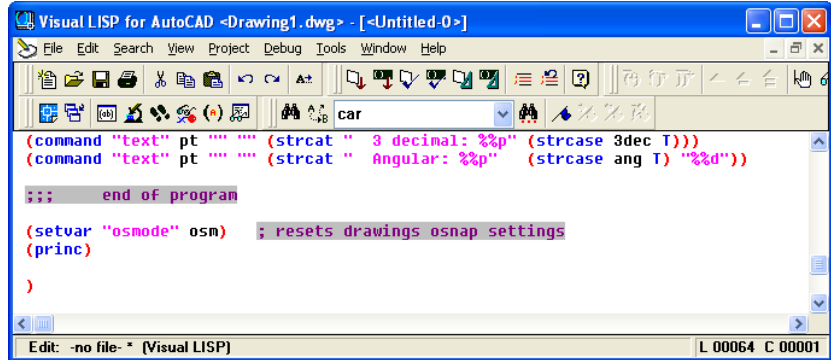 Visual LISP for AutoCAD <Drawing1.dwg> - [<Untitled-0>]
File Edit Search View Project Debug Tools Window Help
car
(command "text" pt "" "" (strcat "  3 decimal: %%p" (strcase 3dec T)))
(command "text" pt "" "" (strcat "  Angular: %%p"   (strcase ang T) "%%d"))
;;;     end of program
(setvar "osmode" osm)   ; resets drawings osnap settings
(princ)
)
Edit: -no file- * (Visual LISP)
L 00064 C 00001